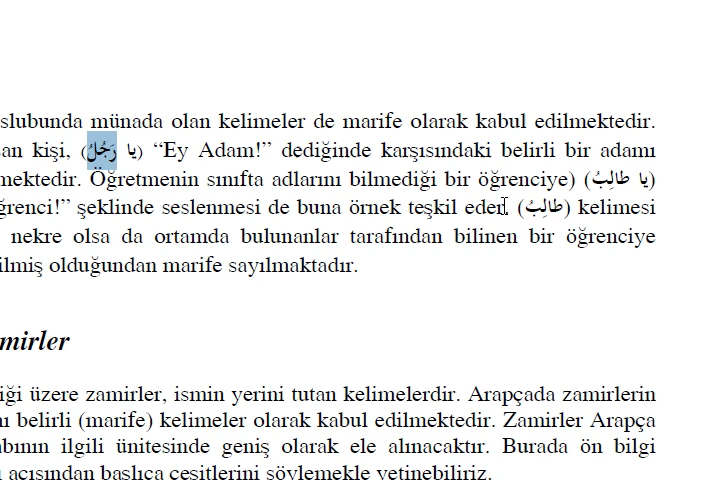 slubunda münada olan kelimeler de marife olarak kabul edilmektedir.
an kişi, (يا رَجُلُ) “Ey Adam!” dediğinde karşısındaki belirli bir adamı
mektedir. Öğretmenin sınıfta adlarını bilmediği bir öğrenciye) (يا طالِبُ)
ğrenci!” şeklinde seslenmesi de buna örnek teşkil eder. (طالِبُ) kelimesi
nekre olsa da ortamda bulunanlar tarafından bilinen bir öğrenciye
ilmiş olduğundan marife sayılmaktadır.
mirler
iği üzere zamirler, ismin yerini tutan kelimelerdir. Arapçada zamirlerin
ı belirli (marife) kelimeler olarak kabul edilmektedir. Zamirler Arapça
abının ilgili ünitesinde geniş olarak ele alınacaktır. Burada ön bilgi
ı açısından başlıca çeşitlerini söylemekle yetinebiliriz.